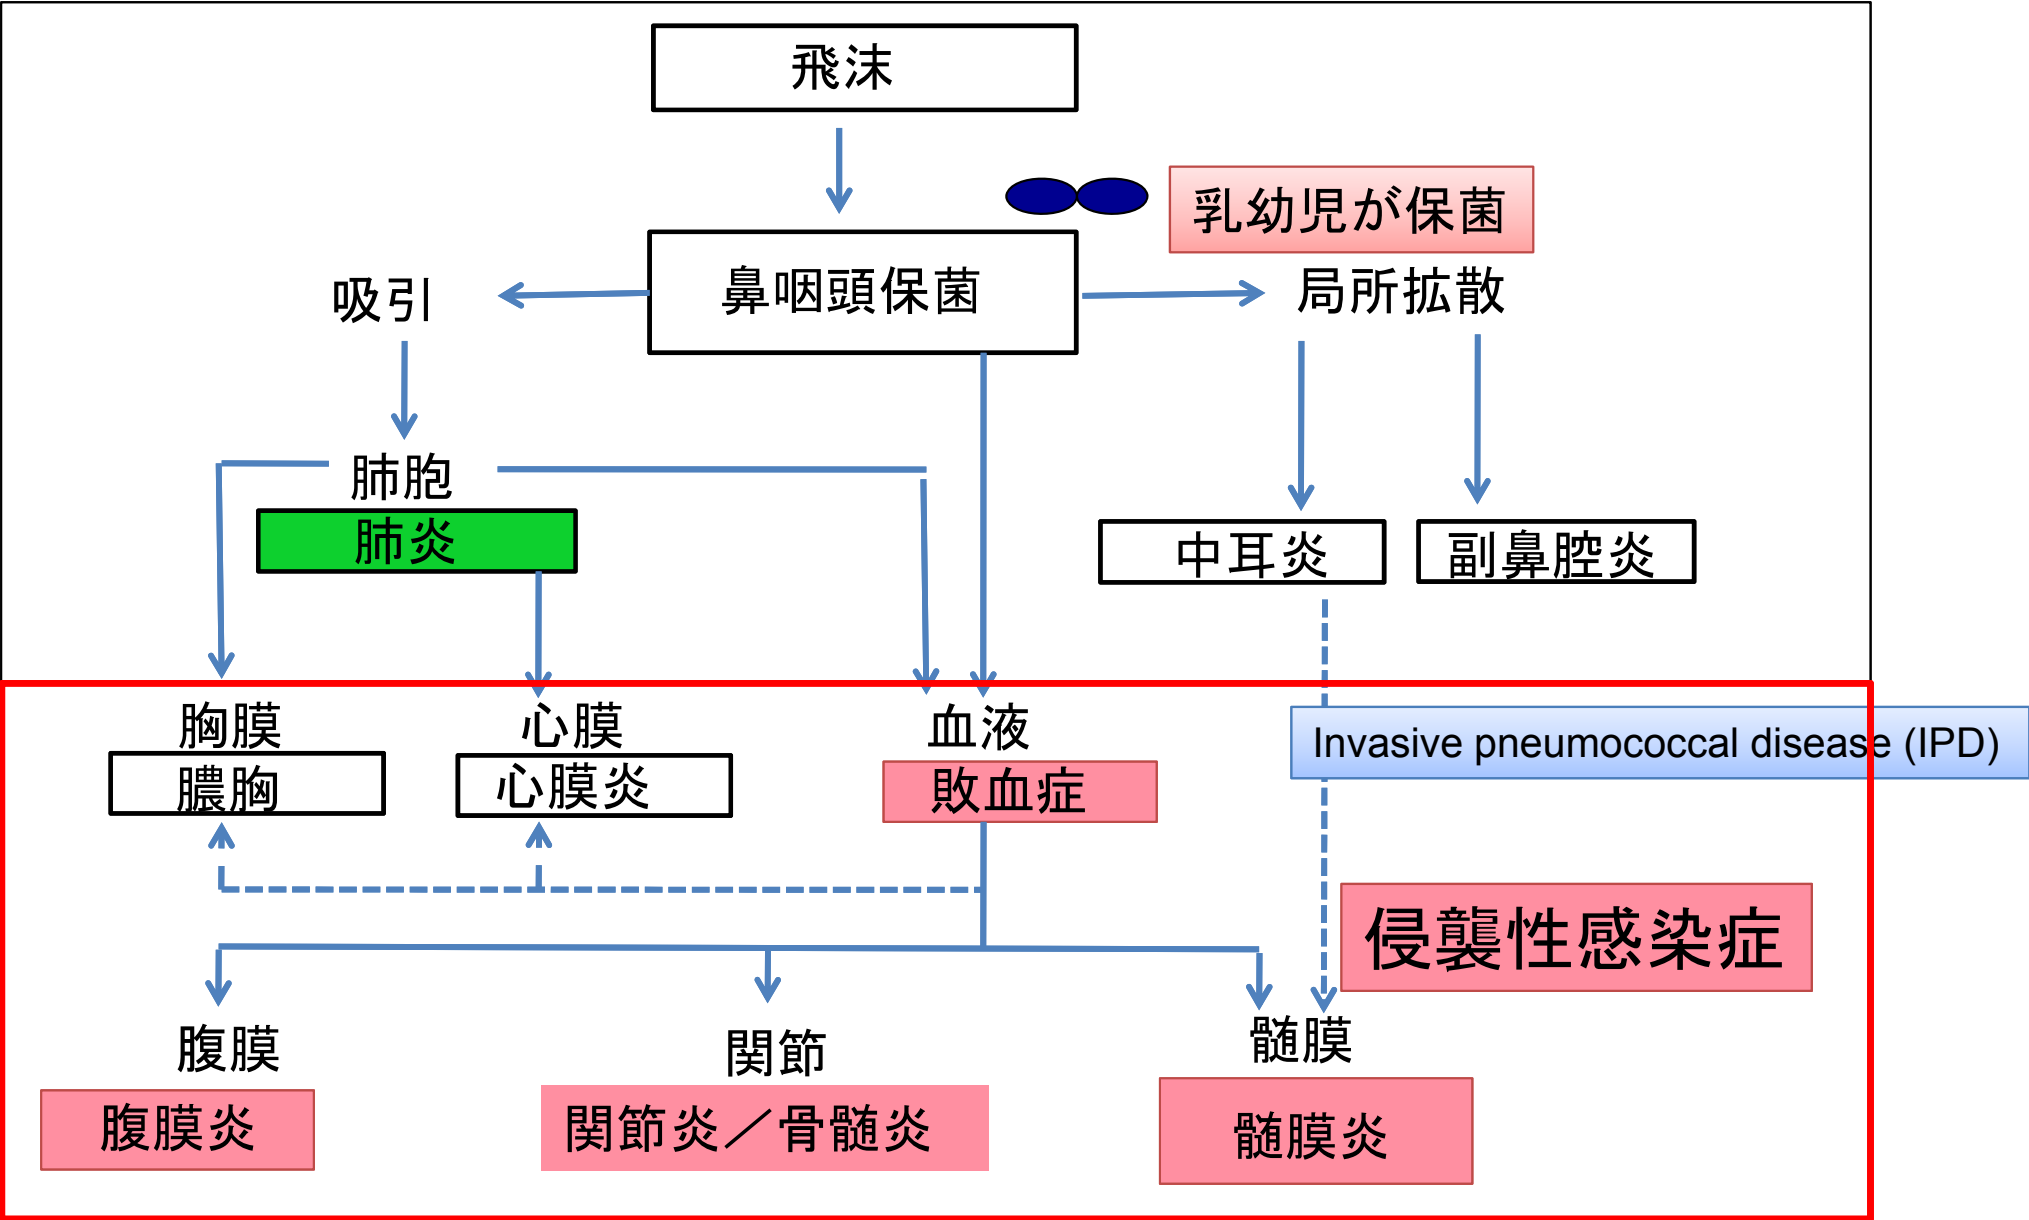 飛沫
乳幼児が保菌
鼻咽頭保菌
吸引
局所拡散
肺胞
肺炎
中耳炎
副鼻腔炎
胸膜
心膜
血液
Invasive pneumococcal disease (IPD)
膿胸
心膜炎
敗血症
侵襲性感染症
腹膜
関節
髄膜
腹膜炎
関節炎／骨髄炎
髄膜炎